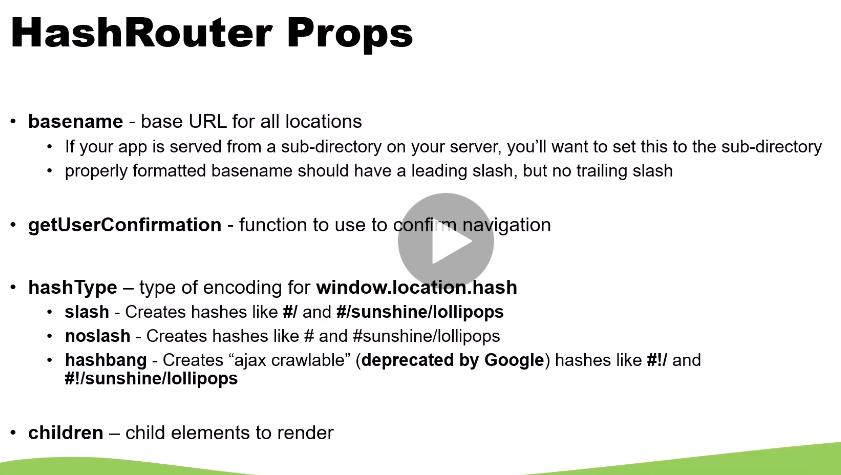 HashRouter Props
• basename - base URL for all locations
• If your app is served from a sub-directory on your server, you'll want to set this to the sub-directory
• properly formatted basename should have a leading slash, but no trailing slash
• getUserConfirmation - function to use to confirm navigation
• hashType – type of encoding for window.location.hash
• slash - Creates hashes like #/ and #/sunshine/lollipops
• noslash - Creates hashes like # and #sunshine/lollipops
• hashbang - Creates “ajax crawlable” (deprecated by Google) hashes like #!/ and
#!/sunshine/lollipops
• children – child elements to render